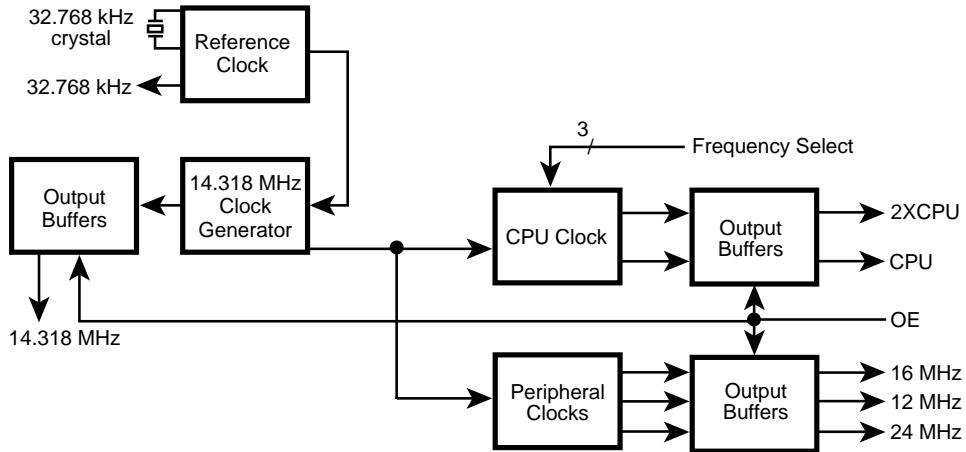 32.768 kHz
crystal
Reference
Clock
32.768 kHz
3
Frequency Select
Output
Buffers
14.318 MHz
Clock
Generator
CPU Clock
Output
Buffers
2XCPU
CPU
14.318 MHz
OE
Peripheral
Clocks
Output
Buffers
16 MHz
12 MHz
24 MHz